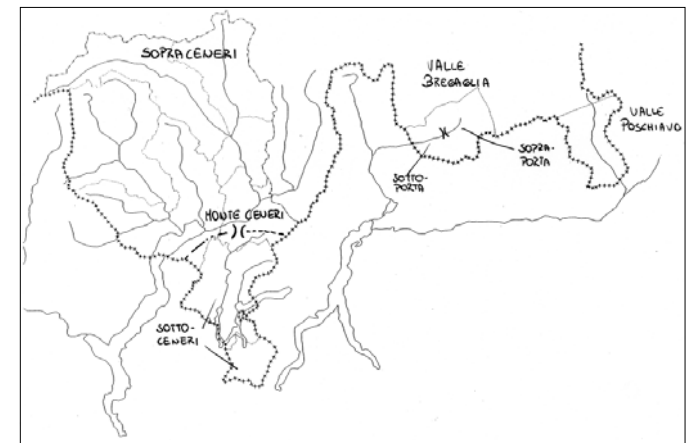 SOPRACENERI
VALLE
BREGAGLIA
VALLE
POSCHIAVO
SOPRA-
PORTA
SOTTO-
PORTA
MONTE CENERI
SOTTO-
CENERI